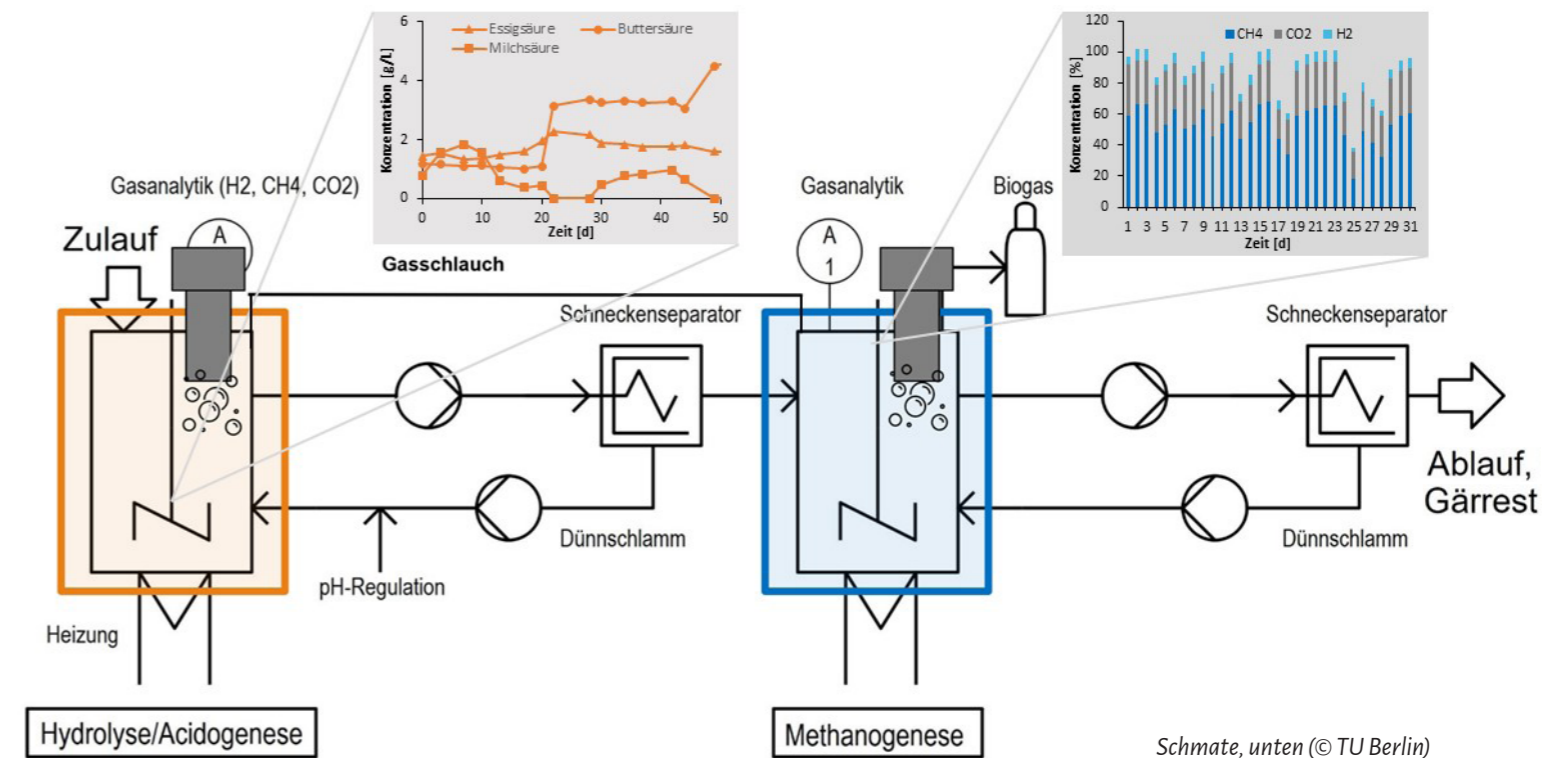 6
4
2
0
Konzentration [g/L]
Essigsäure
Buttersäure
Milchsäure
0 10 20 30 40 50
Zeit [d]
120
100
80
60
40
20
0
Konzentration [%]
CH4 CO2 H2
1 3 5 7 9 11 13 15 17 19 21 23 25 27 29 31
Zeit [d]
Gasanalytik (H2, CH4, CO2)
Zulauf
A
Gasschlauch
Gasanalytik
A
1
Biogas
Schneckenseparator
Schneckenseparator
Ablauf,
Gärrest
Dünnschlamm
Dünnschlamm
pH-Regulation
Heizung
Hydrolyse/Acidogenese
Methanogenese
Schmate, unten (© TU Berlin)